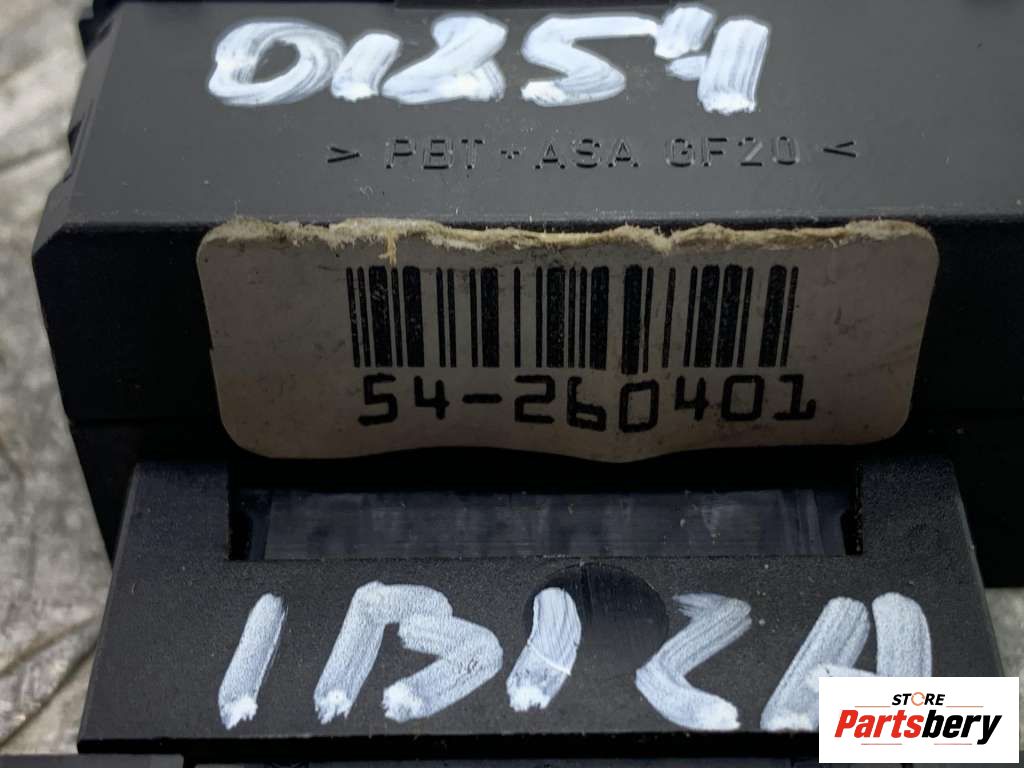 01254
> PBT - ASA GF20 <
54-260401
IBIZA
STORE
Partsbery